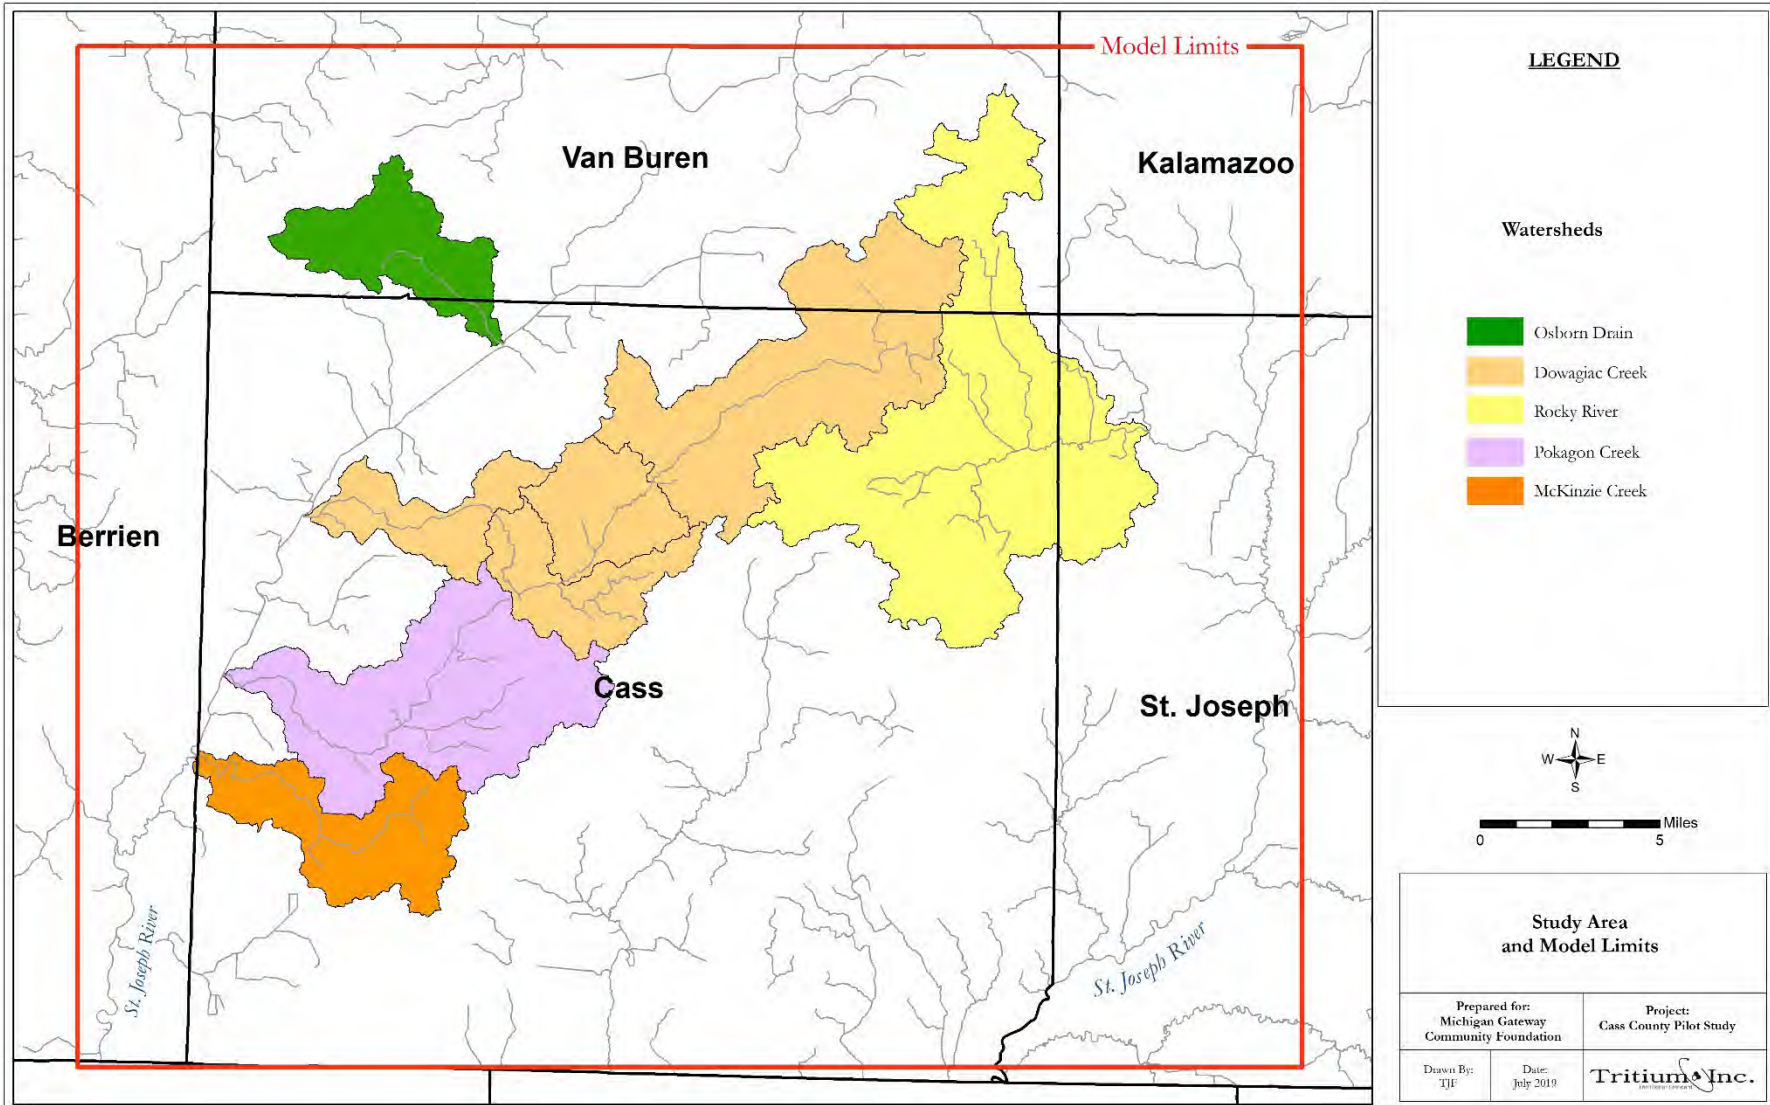 Model Limits
Van Buren
Kalamazoo
Berrien
Cass
St. Joseph
St. Joseph River
St. Joseph River
LEGEND
Watersheds
Osborn Drain
Dowagiac Creek
Rocky River
Pokagon Creek
McKinzie Creek
N
W E
S
Miles
0 5
Study Area
and Model Limits
Prepared for:
Michigan Gateway
Community Foundation
Project:
Cass County Pilot Study
Drawn By:
TJF
Date:
July 2019
Tritium Inc.